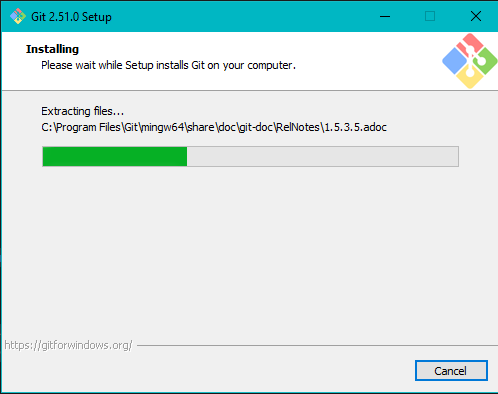 Git 2.51.0 Setup
Installing
Please wait while Setup installs Git on your computer.
Extracting files...
C:\Program Files\Git\mingw64\share\doc\git-doc\RelNotes\1.5.3.5.adoc
https://gitforwindows.org/
Cancel